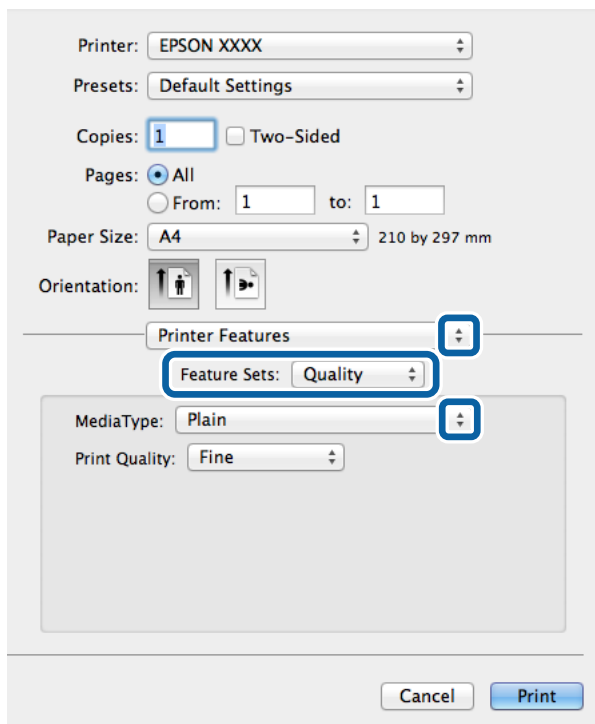 Printer: EPSON XXXX
Presets: Default Settings
Copies: 1 Two-Sided
Pages: All
From: 1 to: 1
Paper Size: A4 210 by 297 mm
Orientation:
Printer Features
Feature Sets: Quality
MediaType: Plain
Print Quality: Fine
Cancel Print